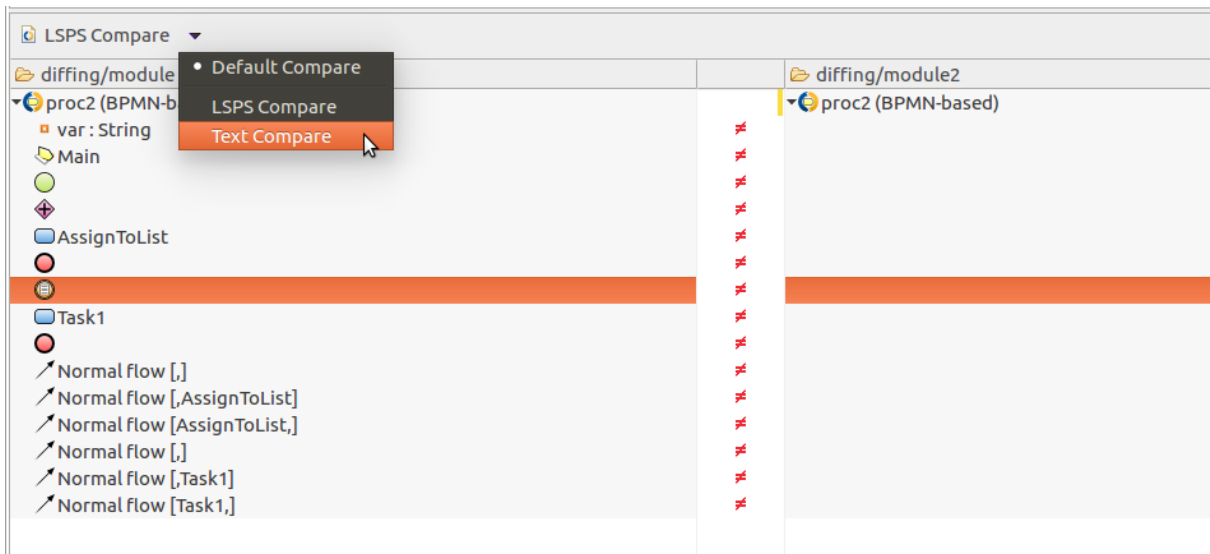 LSPS Compare
Default Compare
LSPS Compare
Text Compare
diffing/module
diffing/module2
proc2 (BPMN-b
proc2 (BPMN-based)
var : String
≠
Main
≠
≠
≠
AssignToList
≠
≠
≠
Task1
≠
≠
Normal flow [,]
≠
Normal flow [,AssignToList]
≠
Normal flow [AssignToList,]
≠
Normal flow [,]
≠
Normal flow [,Task1]
≠
Normal flow [Task1,]
≠